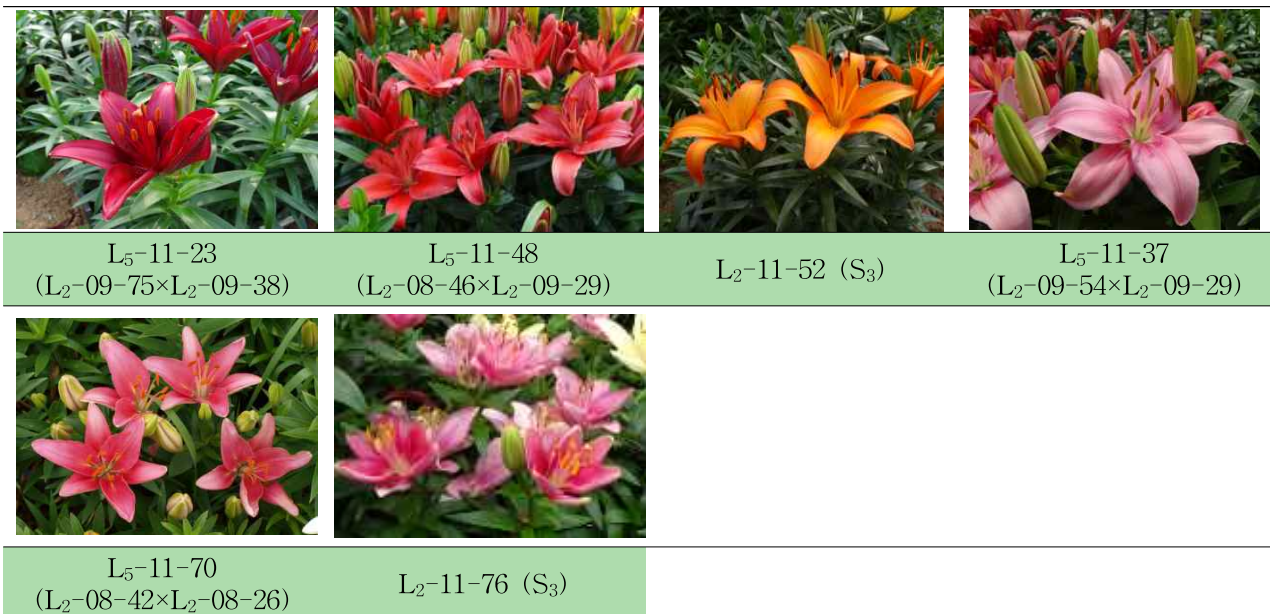 L₅-11-23
(L₂-09-75×L₂-09-38)
L₅-11-48
(L₂-08-46×L₂-09-29)
L₂-11-52 (S₃)
L₅-11-37
(L₂-09-54×L₂-09-29)
L₅-11-70
(L₂-08-42×L₂-08-26)
L₂-11-76 (S₃)